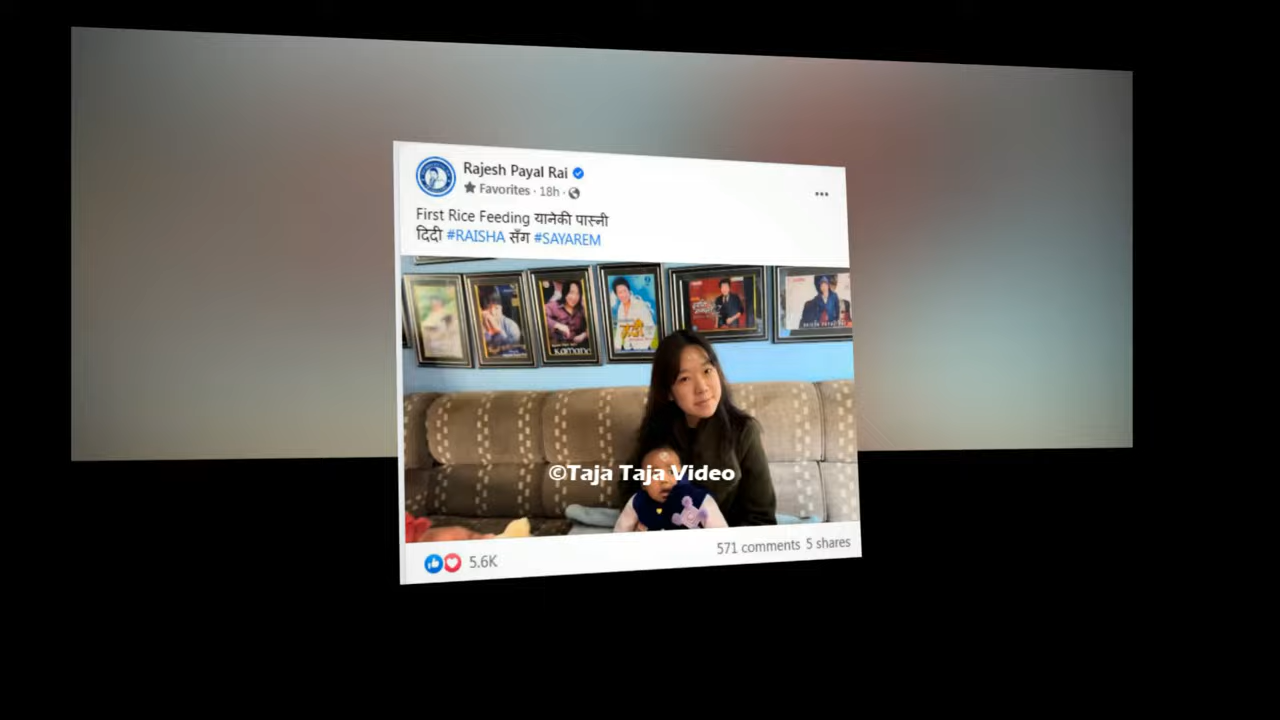 Rajesh Payal Rai
Favorites · 18h ·
First Rice Feeding यानेकी पास्नी
दिदी #RAISHA सँग #SAYAREM
KAMANA
©Taja Taja Video
5.6K
571 comments 5 shares